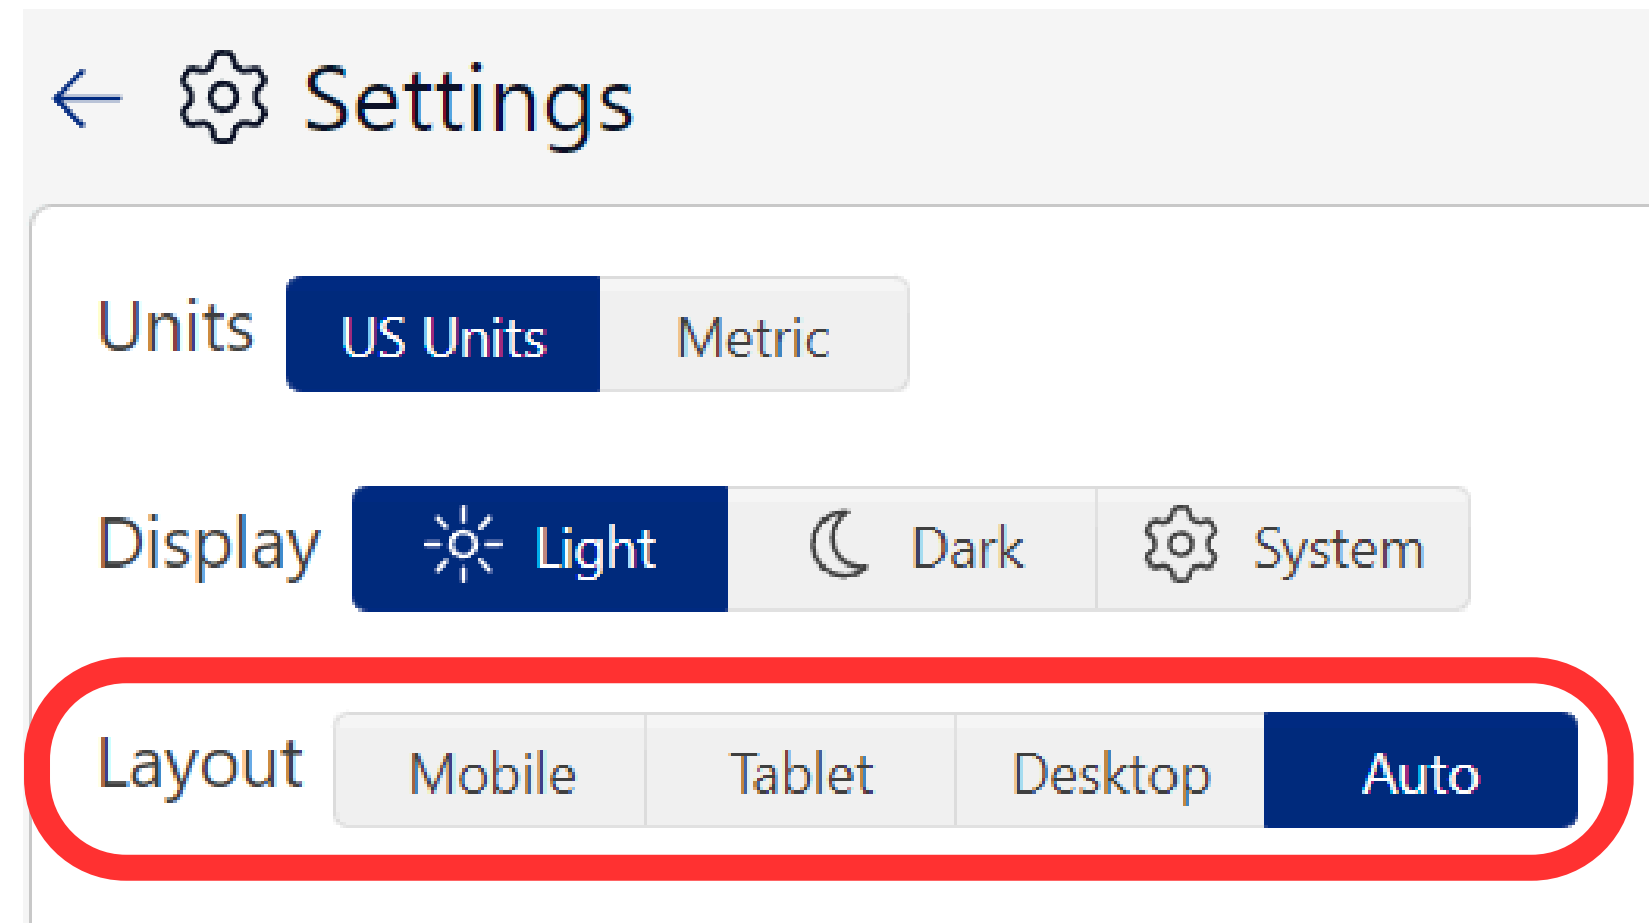 Settings
Units US Units Metric
Display Light Dark System
Layout Mobile Tablet Desktop Auto